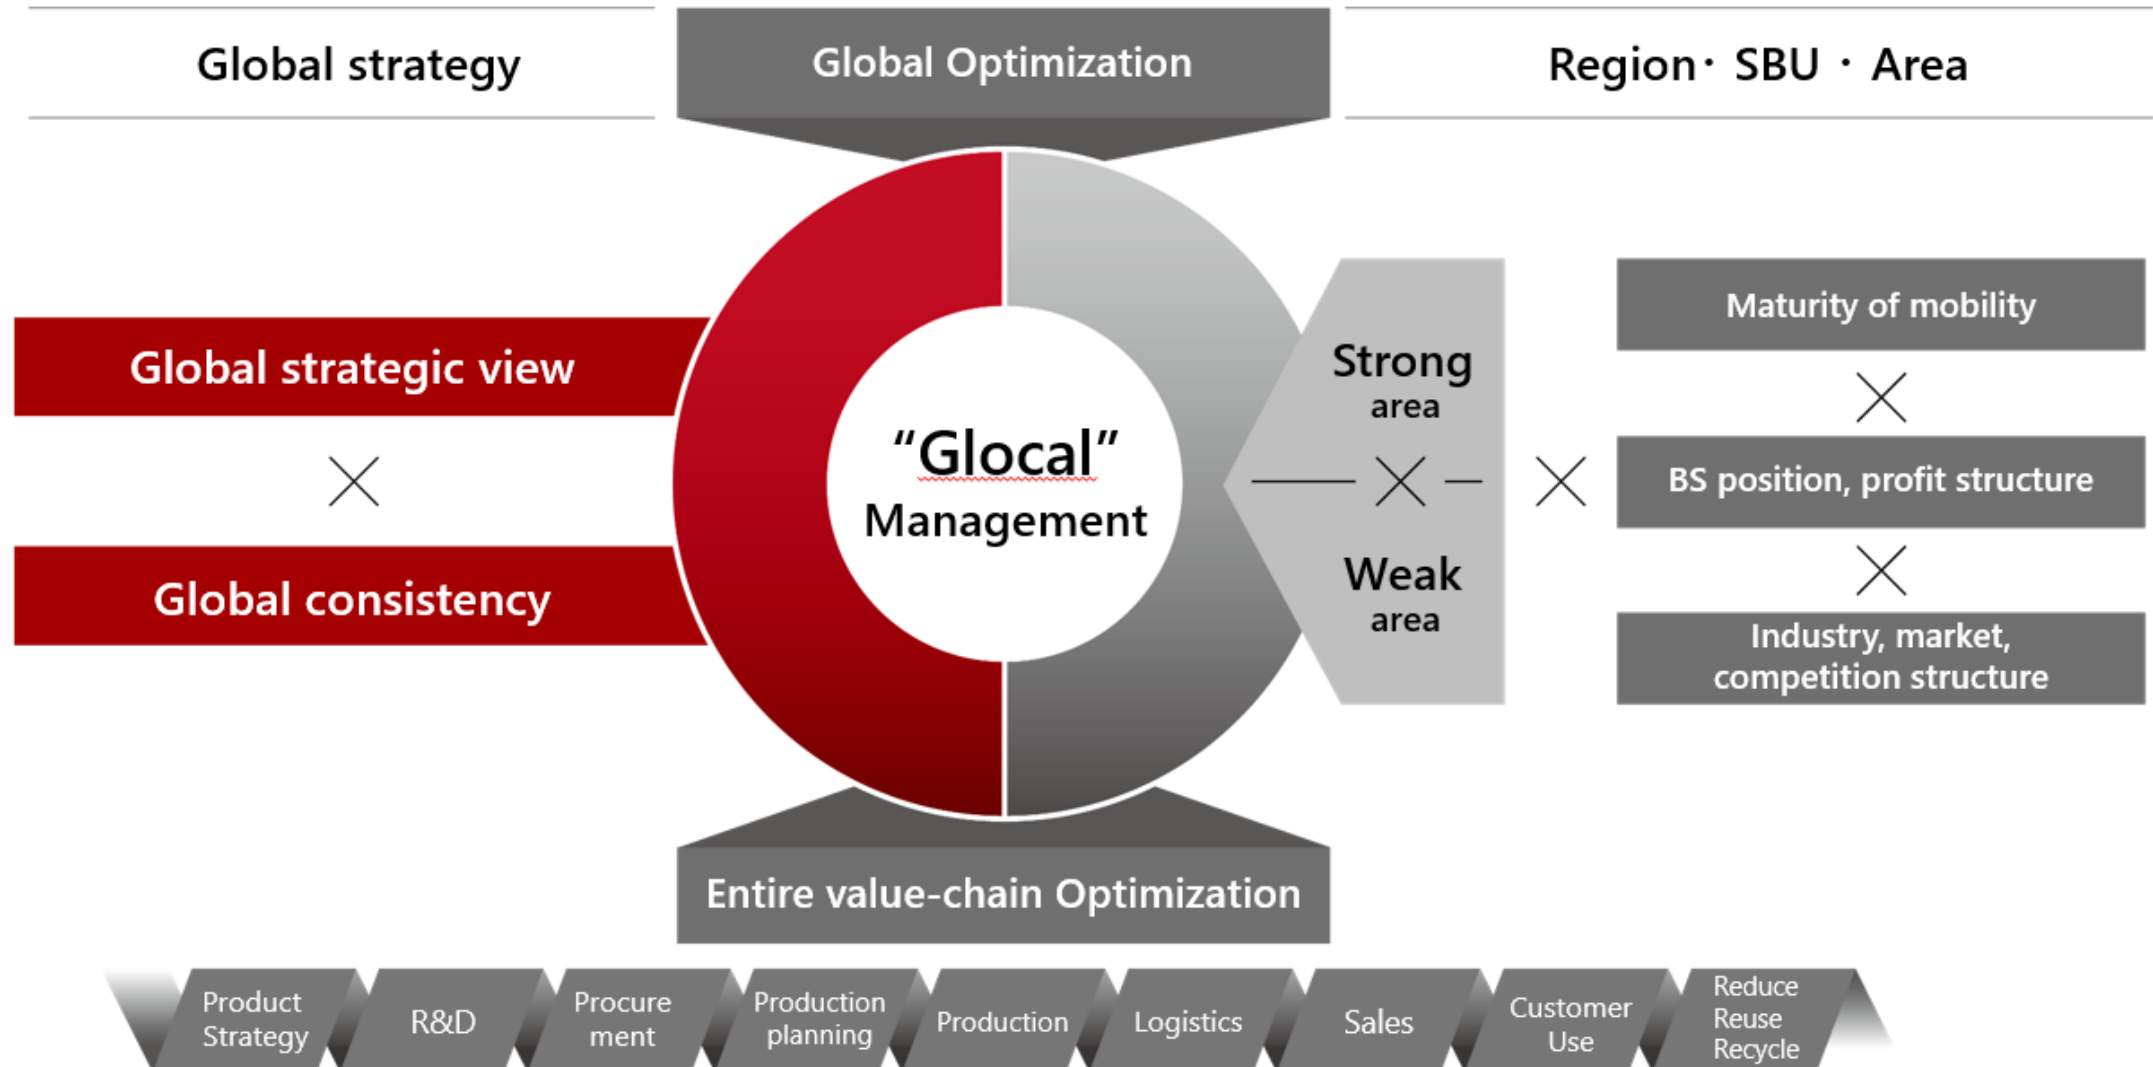 Global strategy
Global Optimization
Region · SBU · Area
Global strategic view
Global consistency
“Glocal”
Management
Strong
area
Weak
area
Maturity of mobility
BS position, profit structure
Industry, market,
competition structure
Entire value-chain Optimization
Product
Strategy
R&D
Procure
ment
Production
planning
Production
Logistics
Sales
Customer
Use
Reduce
Reuse
Recycle